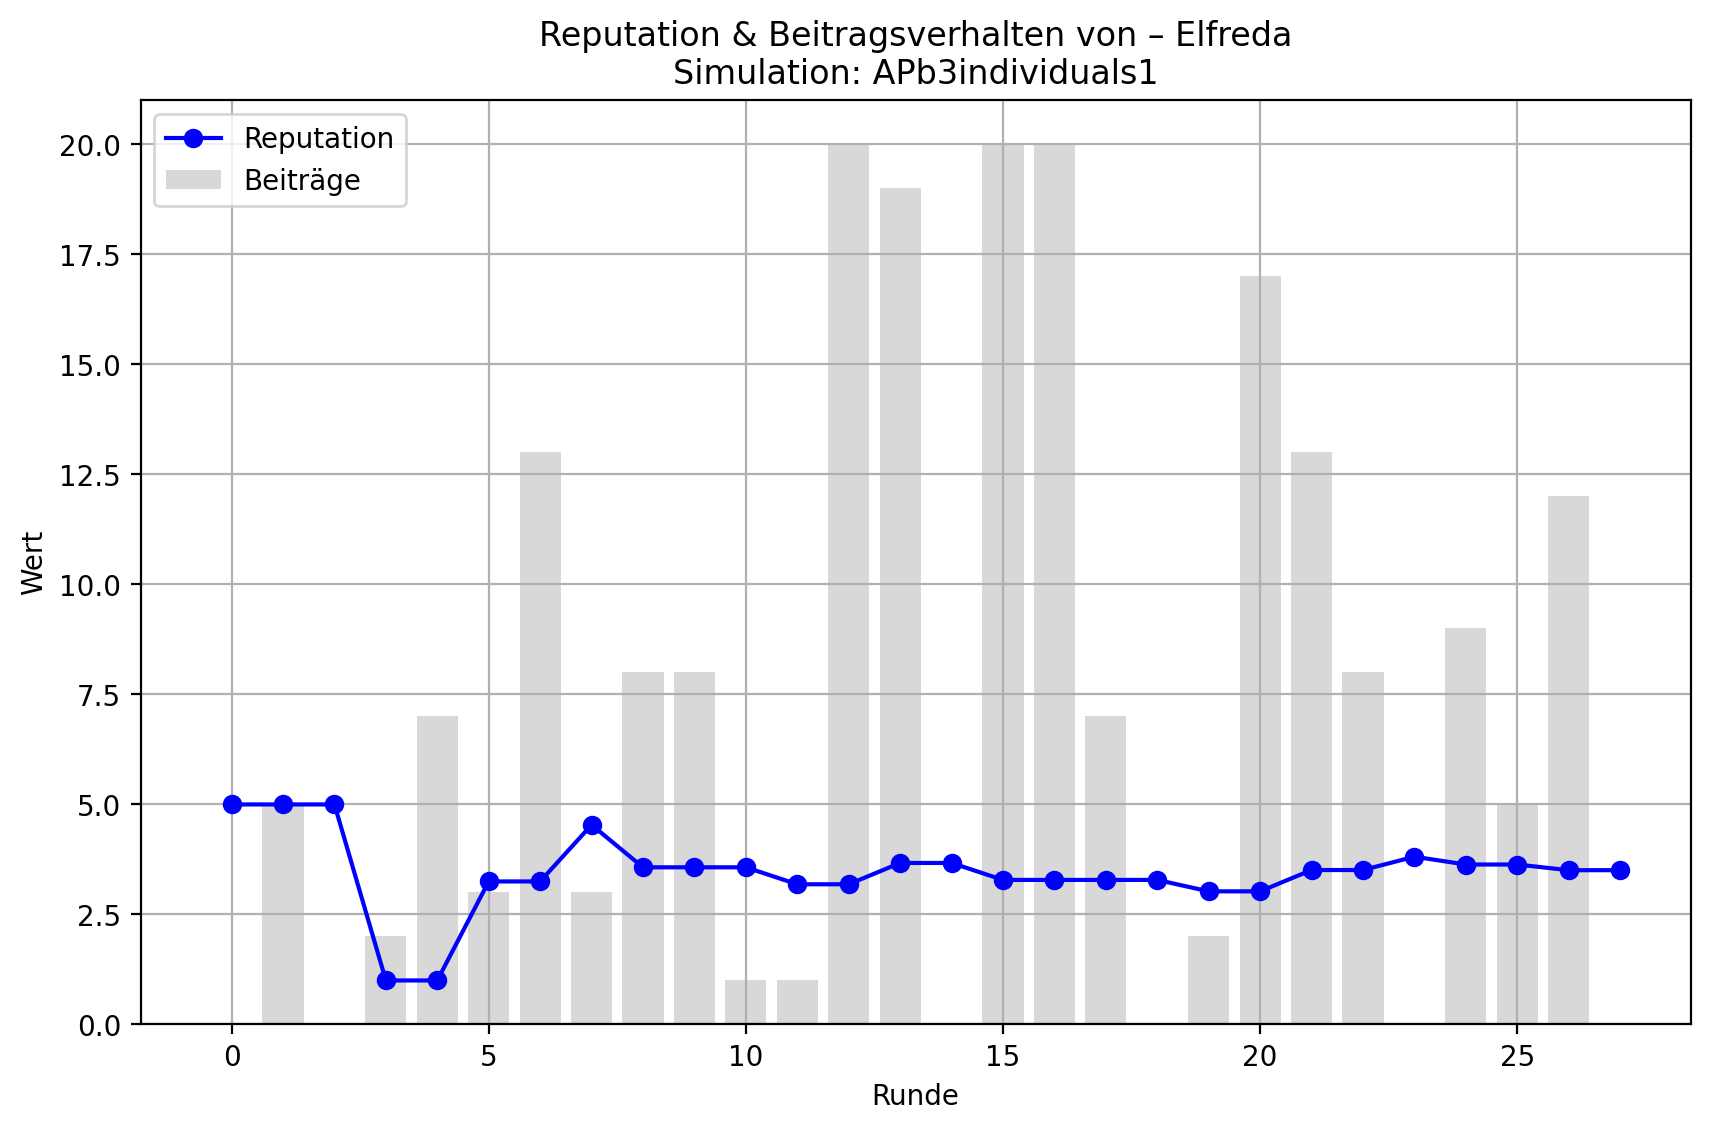 Reputation & Beitragsverhalten von – Elfreda
Simulation: APb3individuals1
Reputation
Beiträge
20.0
17.5
15.0
12.5
10.0
7.5
5.0
2.5
0.0
Wert
0 5 10 15 20 25
Runde